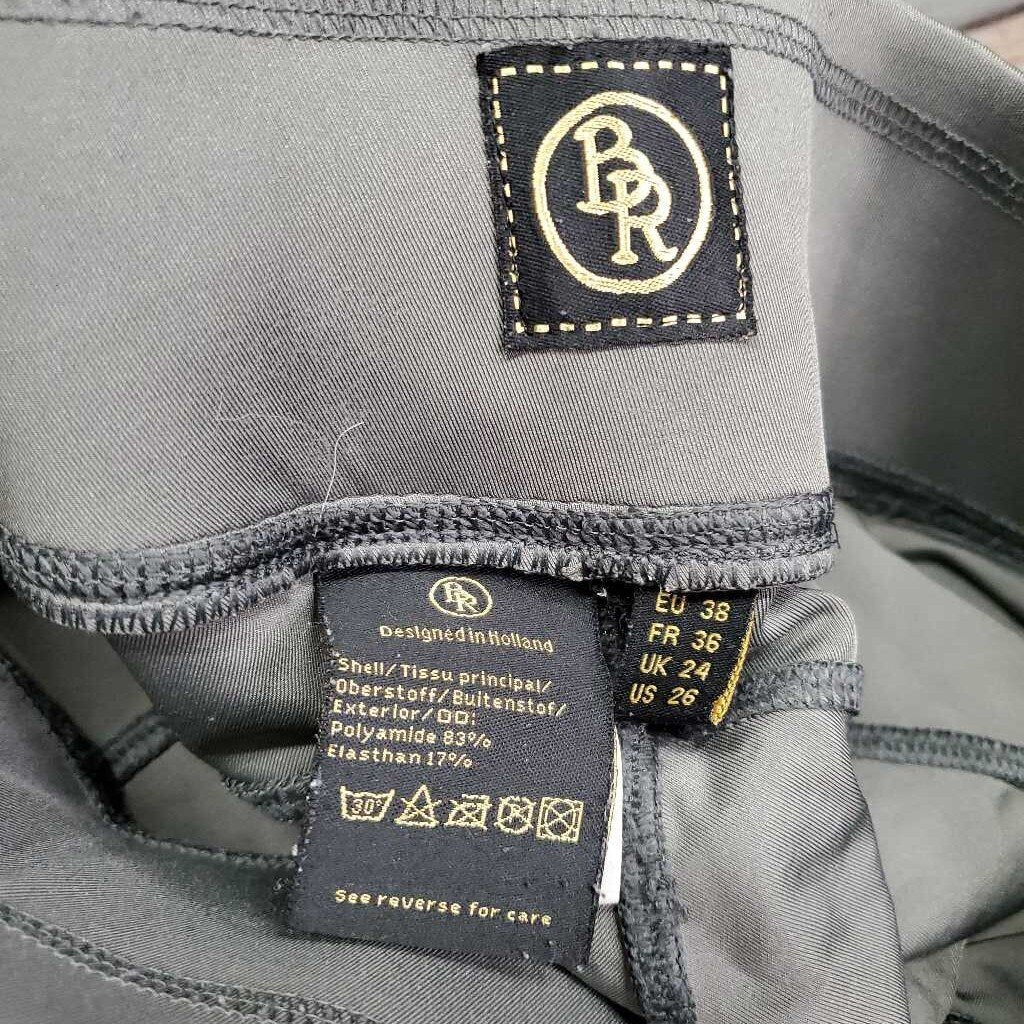 BR
BR
Designed in Holland
Shell/Tissu principal/
Oberstoff/Buitenstof/
Exterior/□□:
Polyamide 83%
Elasthan 17%
30°
P
See reverse for care
EU 38
FR 36
UK 24
US 26